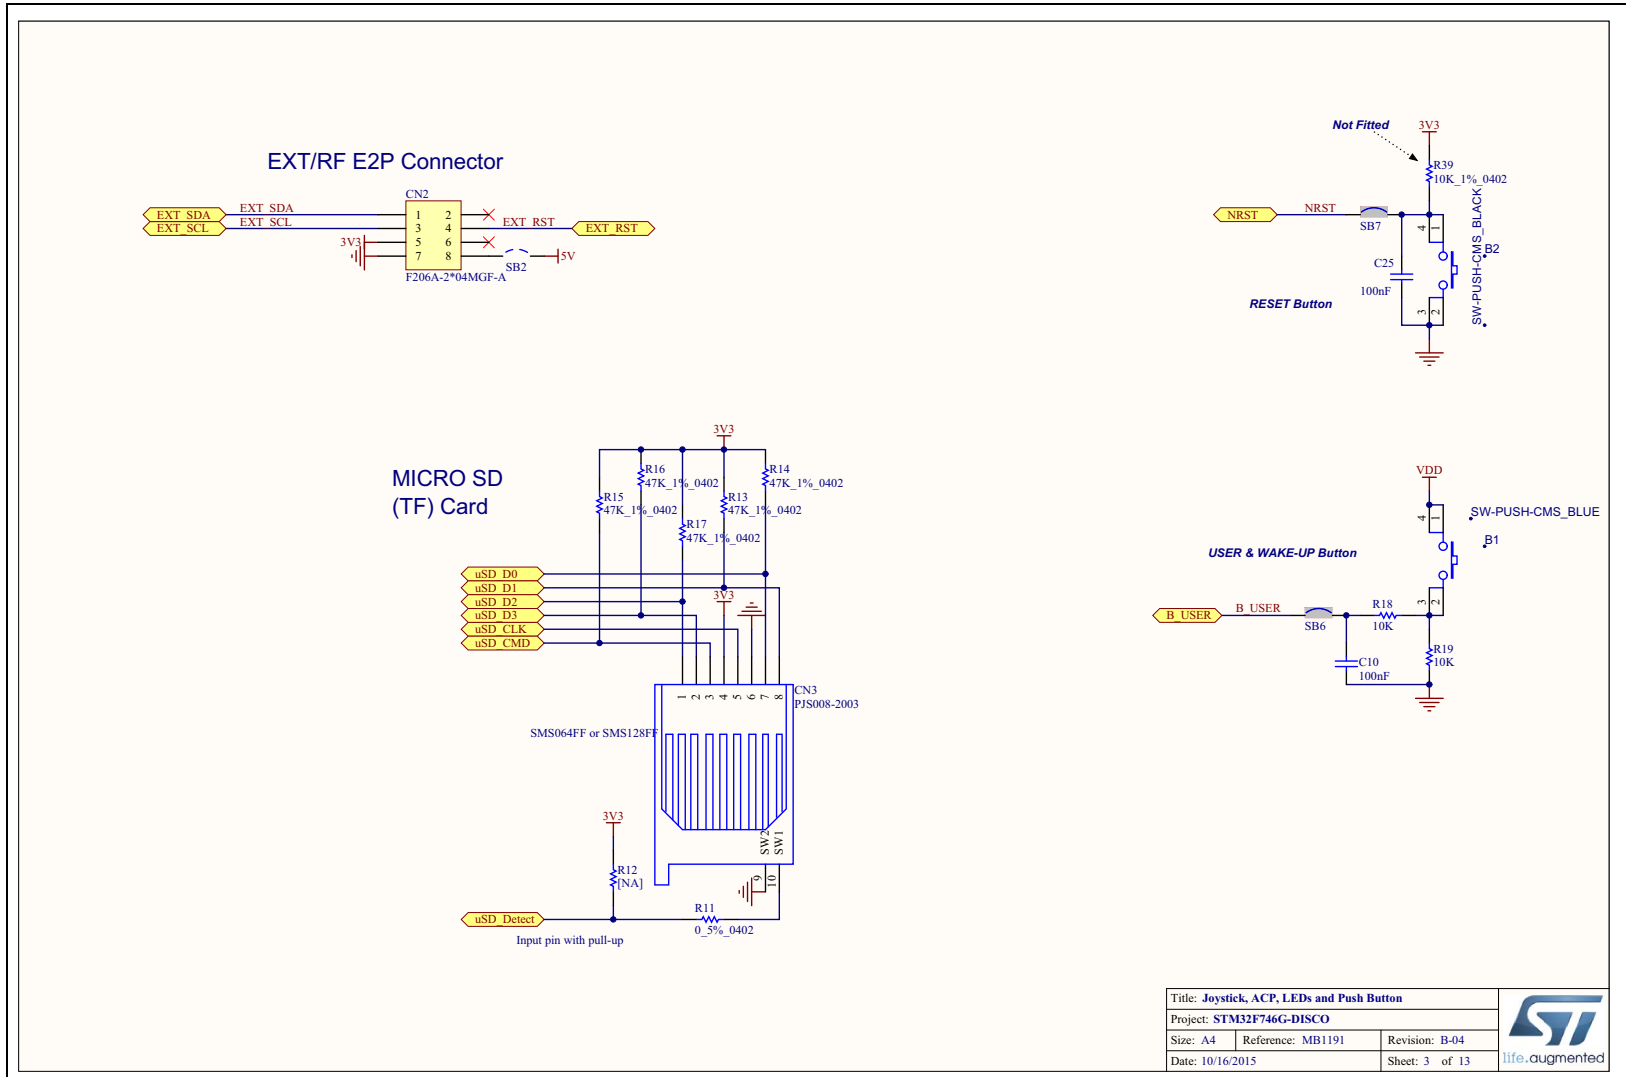 EXT/RF E2P Connector
CN2
EXT_SDA EXT_SDA 1 2
EXT_SCL EXT_SCL 3 4 EXT_RST EXT_RST
3V3 5 6
7 8 SB2 5V
F206A-2*04MGF-A
Not Fitted 3V3
R39
10K_1%_0402
NRST NRST SB7
4 1
C25
100nF
B2
SW-PUSH-CMS_BLACK
RESET Button
3 2
MICRO SD
(TF) Card
3V3
R16
47K_1%_0402
R14
47K_1%_0402
R15
47K_1%_0402
R13
47K_1%_0402
R17
47K_1%_0402
uSD_D0
uSD_D1
uSD_D2 3V3
uSD_D3
uSD_CLK
uSD_CMD
1 2 3 4 5 6 7 8
CN3
PJS008-2003
SMS064FF or SMS128FF
SW2 SW1
9 10
3V3
R12
[NA]
R11
uSD_Detect
0_5%_0402
Input pin with pull-up
VDD
4 1
SW-PUSH-CMS_BLUE
B1
USER & WAKE-UP Button
3 2
B_USER B_USER SB6
R18
10K
R19
10K
C10
100nF
Title: Joystick, ACP, LEDs and Push Button
Project: STM32F746G-DISCO
Size: A4 Reference: MB1191 Revision: B-04
Date: 10/16/2015 Sheet: 3 of 13
ST
life.augmented